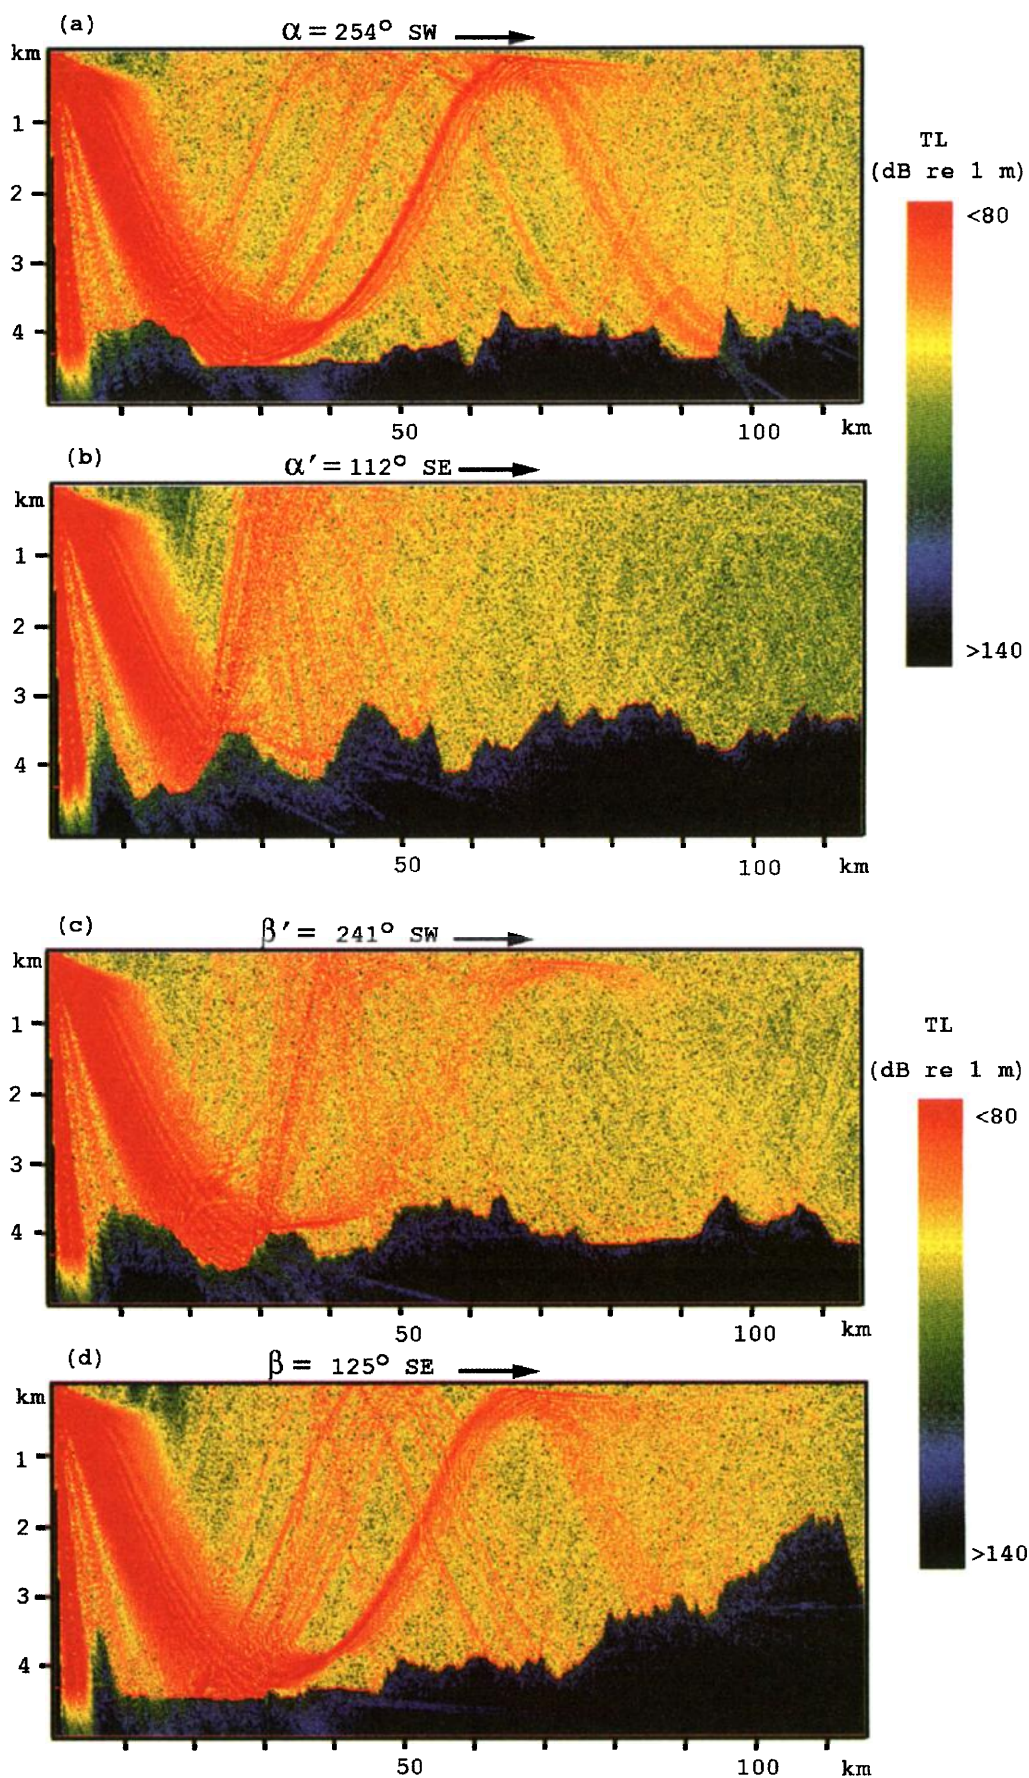 (a)
α = 254° SW
km
1
2
3
4
50
100
km
TL
(dB re 1 m)
<80
>140
(b)
α′ = 112° SE
km
1
2
3
4
50
100
km
(c)
β′ = 241° SW
km
1
2
3
4
50
100
km
TL
(dB re 1 m)
<80
>140
(d)
β = 125° SE
km
1
2
3
4
50
100
km